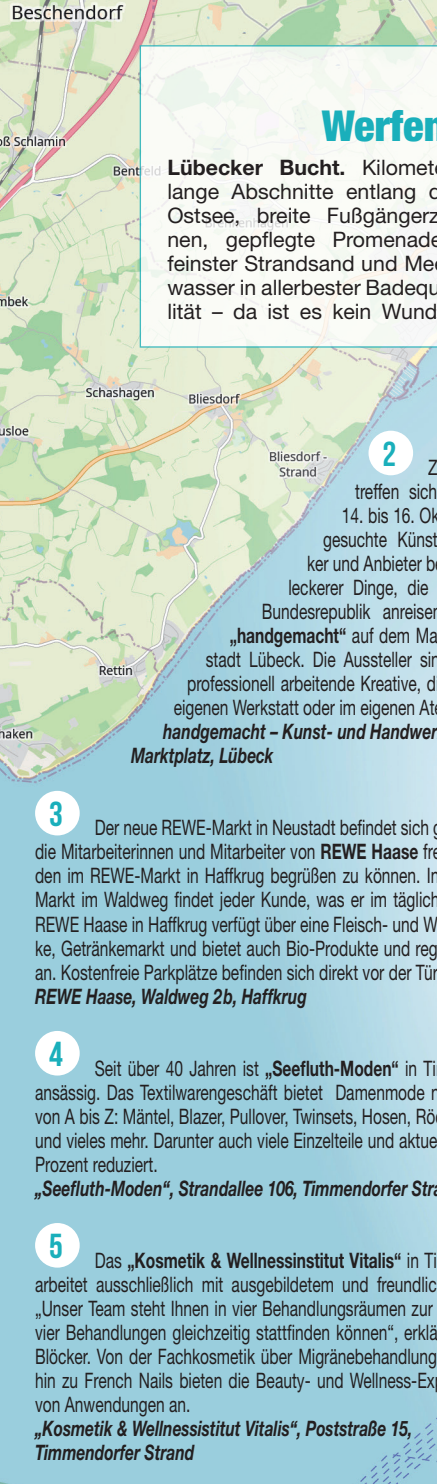 Beschendorf
Schlamin
Bentfeld
Werfen
Lübecker Bucht. Kilomete
lange Abschnitte entlang d
Ostsee, breite Fußgängerz
nen, gepflegte Promenade
feinster Strandsand und Mee
wasser in allerbester Badequ
lität – da ist es kein Wund
mbek
Schashagen
Bliesdorf
usloe
Bliesdorf -
Strand
Rettin
haken
2 Z
treffen sich
14. bis 16. Ok
gesuchte Künst
ker und Anbieter be
leckerer Dinge, die
Bundesrepublik anreisen
„handgemacht“ auf dem Ma
stadt Lübeck. Die Aussteller sin
professionell arbeitende Kreative, di
eigenen Werkstatt oder im eigenen Ate
handgemacht – Kunst- und Handwer
Marktplatz, Lübeck
3 Der neue REWE-Markt in Neustadt befindet sich g
die Mitarbeiterinnen und Mitarbeiter von REWE Haase fre
den im REWE-Markt in Haffkrug begrüßen zu können. In
Markt im Waldweg findet jeder Kunde, was er im täglich
REWE Haase in Haffkrug verfügt über eine Fleisch- und W
ke, Getränkemarkt und bietet auch Bio-Produkte und reg
an. Kostenfreie Parkplätze befinden sich direkt vor der Tür
REWE Haase, Waldweg 2b, Haffkrug
4 Seit über 40 Jahren ist „Seefluth-Moden“ in Ti
ansässig. Das Textilwarengeschäft bietet Damenmode n
von A bis Z: Mäntel, Blazer, Pullover, Twinsets, Hosen, Röc
und vieles mehr. Darunter auch viele Einzelteile und aktue
Prozent reduziert.
„Seefluth-Moden“, Strandallee 106, Timmendorfer Stra
5 Das „Kosmetik & Wellnessinstitut Vitalis“ in Ti
arbeitet ausschließlich mit ausgebildetem und freundlic
„Unser Team steht Ihnen in vier Behandlungsräumen zur
vier Behandlungen gleichzeitig stattfinden können“, erklä
Blöcker. Von der Fachkosmetik über Migränebehandlung
hin zu French Nails bieten die Beauty- und Wellness-Exp
von Anwendungen an.
„Kosmetik & Wellnessistitut Vitalis“, Poststraße 15,
Timmendorfer Strand